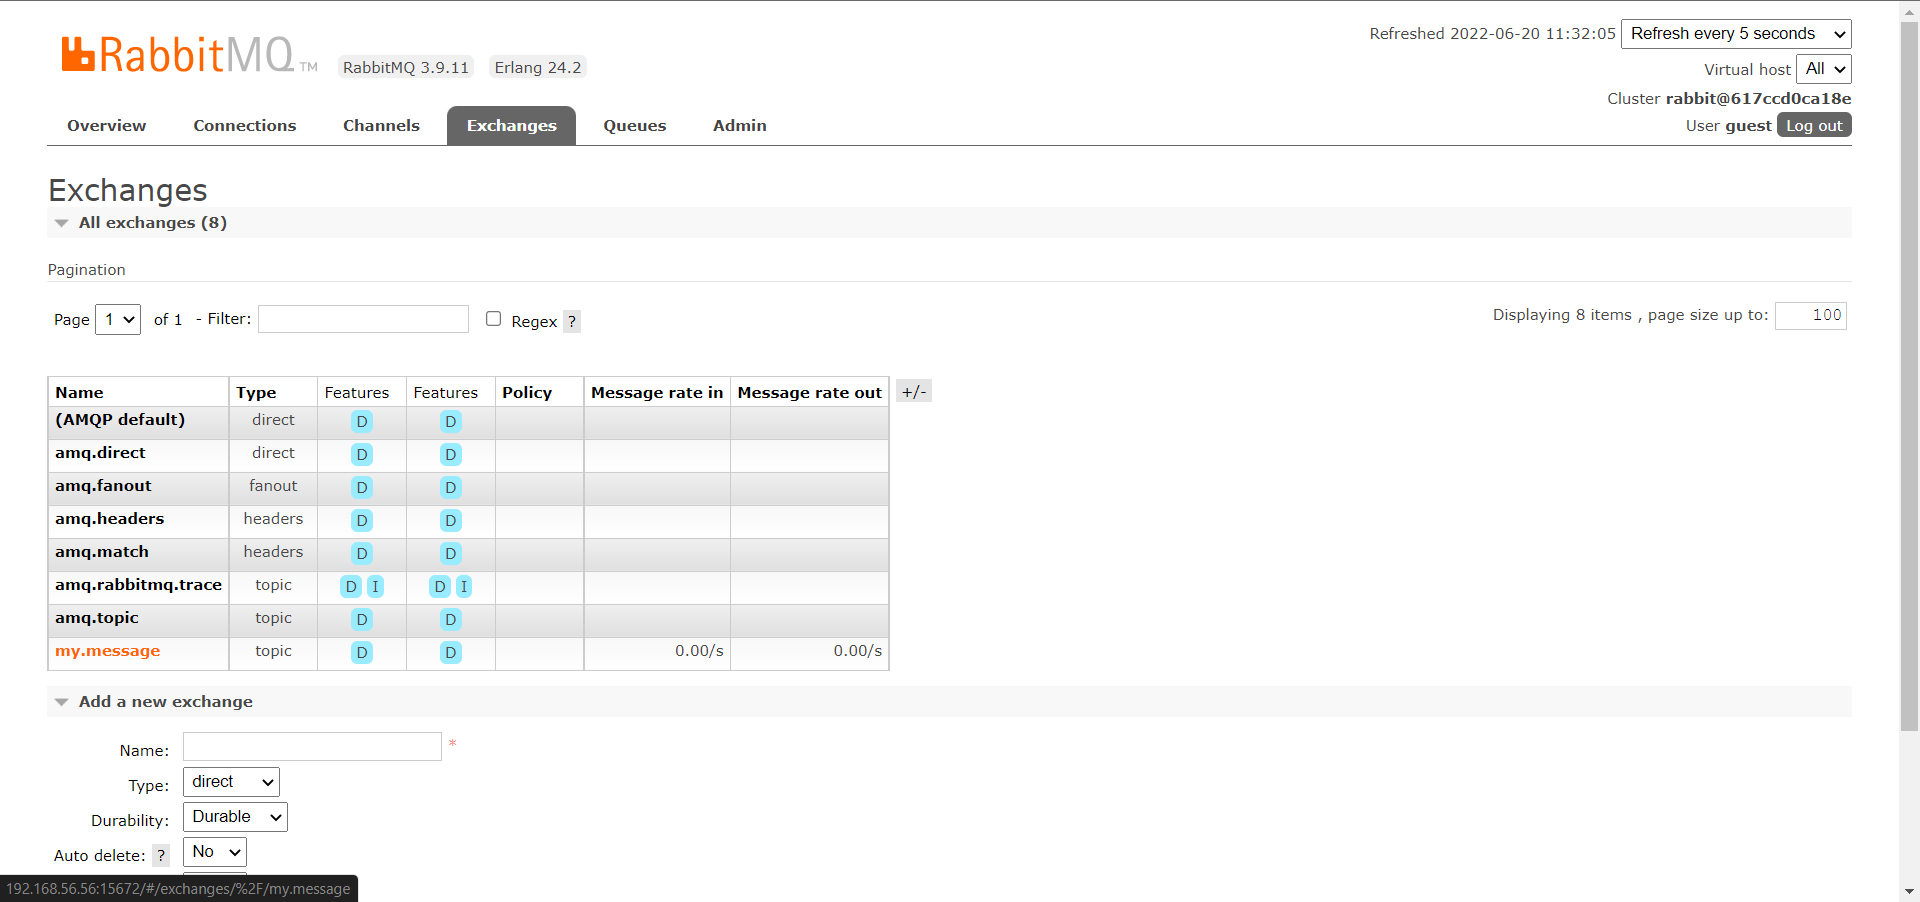 RabbitMQ TM
RabbitMQ 3.9.11
Erlang 24.2
Refreshed 2022-06-20 11:32:05 Refresh every 5 seconds
Virtual host All
Cluster rabbit@617ccd0ca18e
User guest Log out
Overview Connections Channels Exchanges Queues Admin
Exchanges
All exchanges (8)
Pagination
Page 1 of 1 - Filter: Regex ?
Displaying 8 items , page size up to: 100
Name Type Features Features Policy Message rate in Message rate out +/-
(AMQP default) direct D D
amq.direct direct D D
amq.fanout fanout D D
amq.headers headers D D
amq.match headers D D
amq.rabbitmq.trace topic D I D I
amq.topic topic D D
my.message topic D D 0.00/s 0.00/s
Add a new exchange
Name: *
Type: direct
Durability: Durable
Auto delete: ? No
192.168.56.56:15672/#/exchanges/%2F/my.message